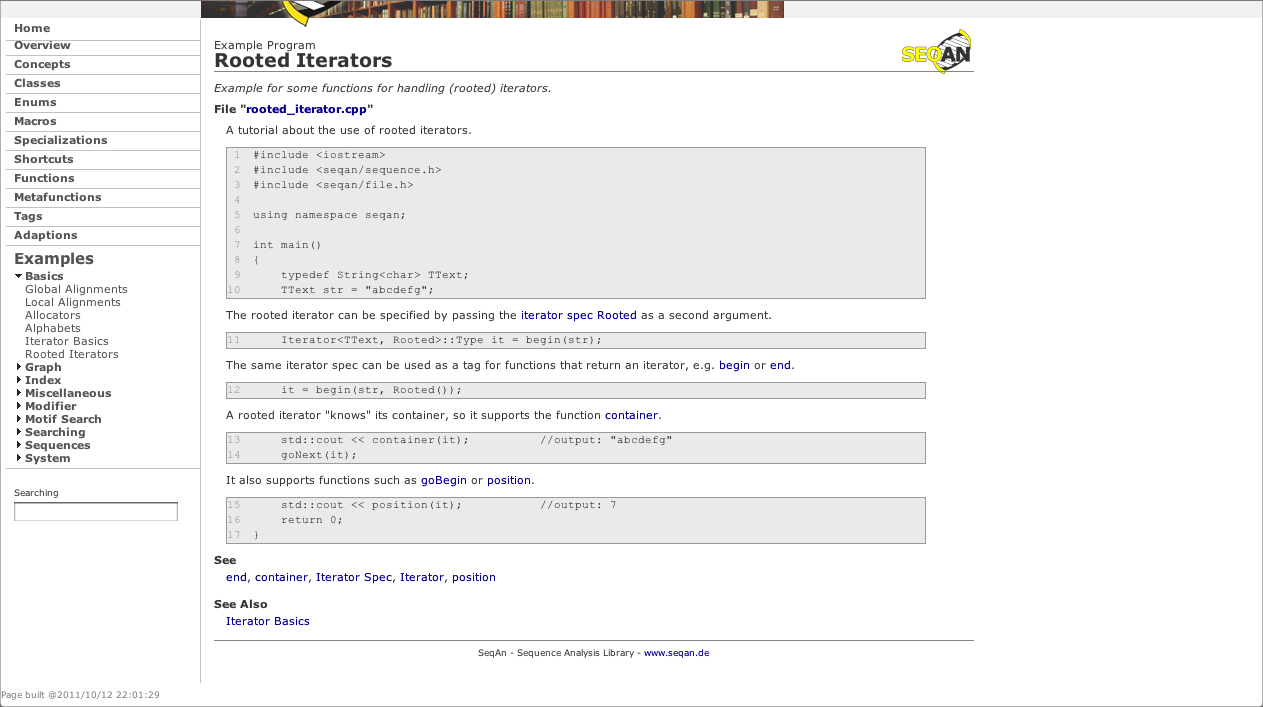 Home
Overview
Concepts
Classes
Enums
Macros
Specializations
Shortcuts
Functions
Metafunctions
Tags
Adaptions
Examples
Basics
Global Alignments
Local Alignments
Allocators
Alphabets
Iterator Basics
Rooted Iterators
Graph
Index
Miscellaneous
Modifier
Motif Search
Searching
Sequences
System
Searching
Example Program
Rooted Iterators
SEQAN
Example for some functions for handling (rooted) iterators.
File "rooted_iterator.cpp"
A tutorial about the use of rooted iterators.
1 #include <iostream>
2 #include <seqan/sequence.h>
3 #include <seqan/file.h>
4
5 using namespace seqan;
6
7 int main()
8 {
9     typedef String<char> TText;
10     TText str = "abcdefg";
The rooted iterator can be specified by passing the iterator spec Rooted as a second argument.
11     Iterator<TText, Rooted>::Type it = begin(str);
The same iterator spec can be used as a tag for functions that return an iterator, e.g. begin or end.
12     it = begin(str, Rooted());
A rooted iterator "knows" its container, so it supports the function container.
13     std::cout << container(it);          //output: "abcdefg"
14     goNext(it);
It also supports functions such as goBegin or position.
15     std::cout << position(it);           //output: 7
16     return 0;
17 }
See
end, container, Iterator Spec, Iterator, position
See Also
Iterator Basics
SeqAn - Sequence Analysis Library - www.seqan.de
Page built @2011/10/12 22:01:29